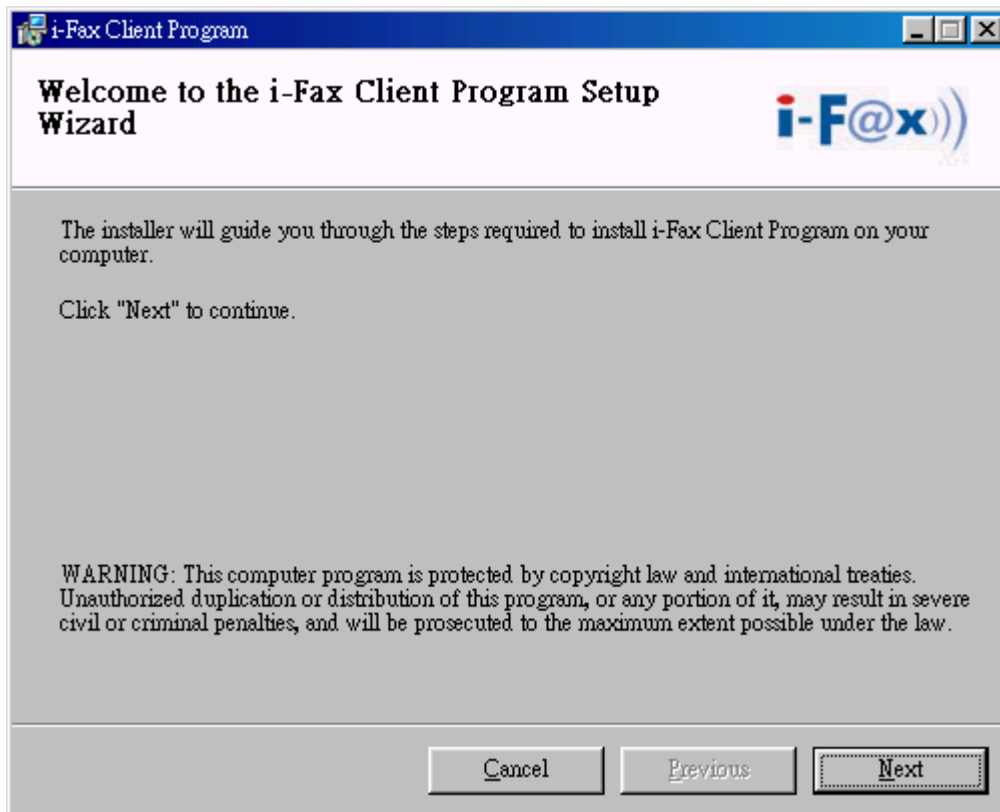 i-Fax Client Program
Welcome to the i-Fax Client Program Setup
Wizard
i-F@x
The installer will guide you through the steps required to install i-Fax Client Program on your
computer.
Click "Next" to continue.
WARNING: This computer program is protected by copyright law and international treaties.
Unauthorized duplication or distribution of this program, or any portion of it, may result in severe
civil or criminal penalties, and will be prosecuted to the maximum extent possible under the law.
Cancel
Previous
Next